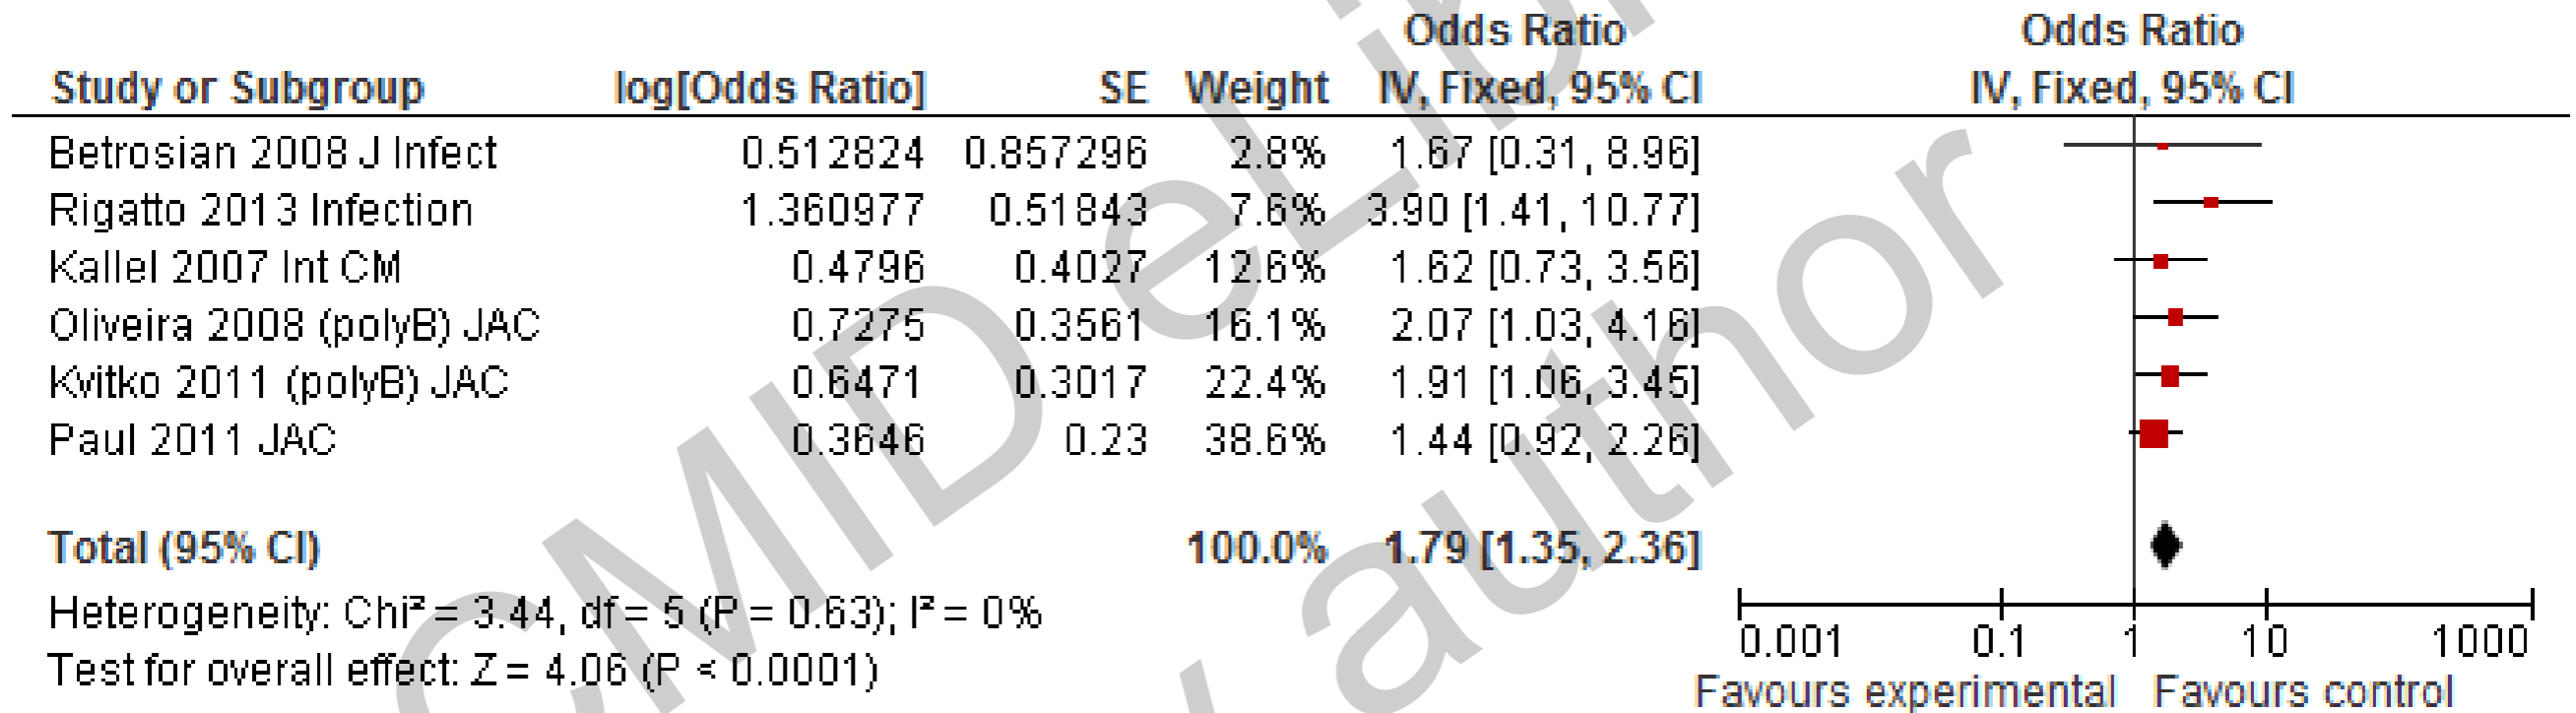 Odds Ratio Odds Ratio
Study or Subgroup log[Odds Ratio] SE Weight IV, Fixed, 95% CI IV, Fixed, 95% CI
Betrosian 2008 J Infect 0.512824 0.857296 2.8% 1.67 [0.31, 8.96]
Rigatto 2013 Infection 1.360977 0.51843 7.6% 3.90 [1.41, 10.77]
Kallel 2007 Int CM 0.4796 0.4027 12.6% 1.62 [0.73, 3.56]
Oliveira 2008 (polyB) JAC 0.7275 0.3561 16.1% 2.07 [1.03, 4.16]
Kvitko 2011 (polyB) JAC 0.6471 0.3017 22.4% 1.91 [1.06, 3.45]
Paul 2011 JAC 0.3646 0.23 38.6% 1.44 [0.92, 2.26]
Total (95% CI) 100.0% 1.79 [1.35, 2.36]
Heterogeneity: Chi² = 3.44, df = 5 (P = 0.63); I² = 0%
Test for overall effect: Z = 4.06 (P < 0.0001)
0.001 0.1 1 10 1000
Favours experimental Favours control
CMID eLibr
author